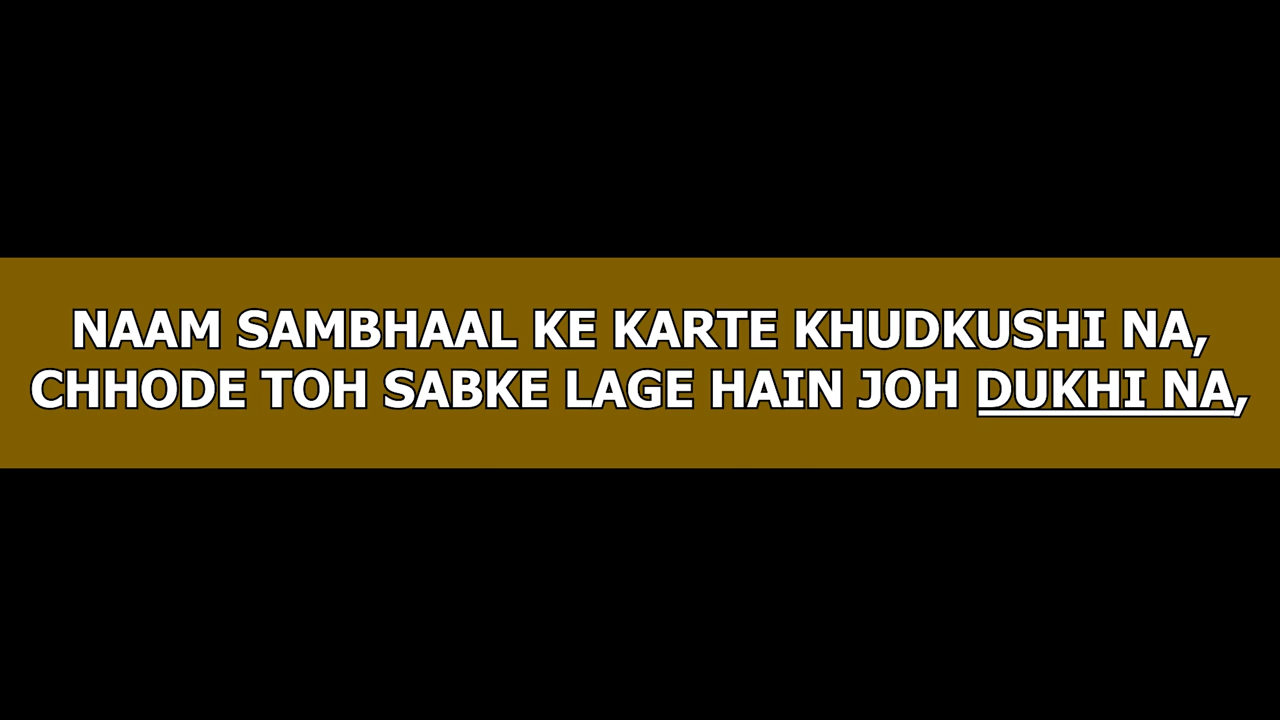 NAAM SAMBHAAL KE KARTE KHUDKUSHI NA,
CHHODE TOH SABKE LAGE HAIN JOH DUKHI NA,